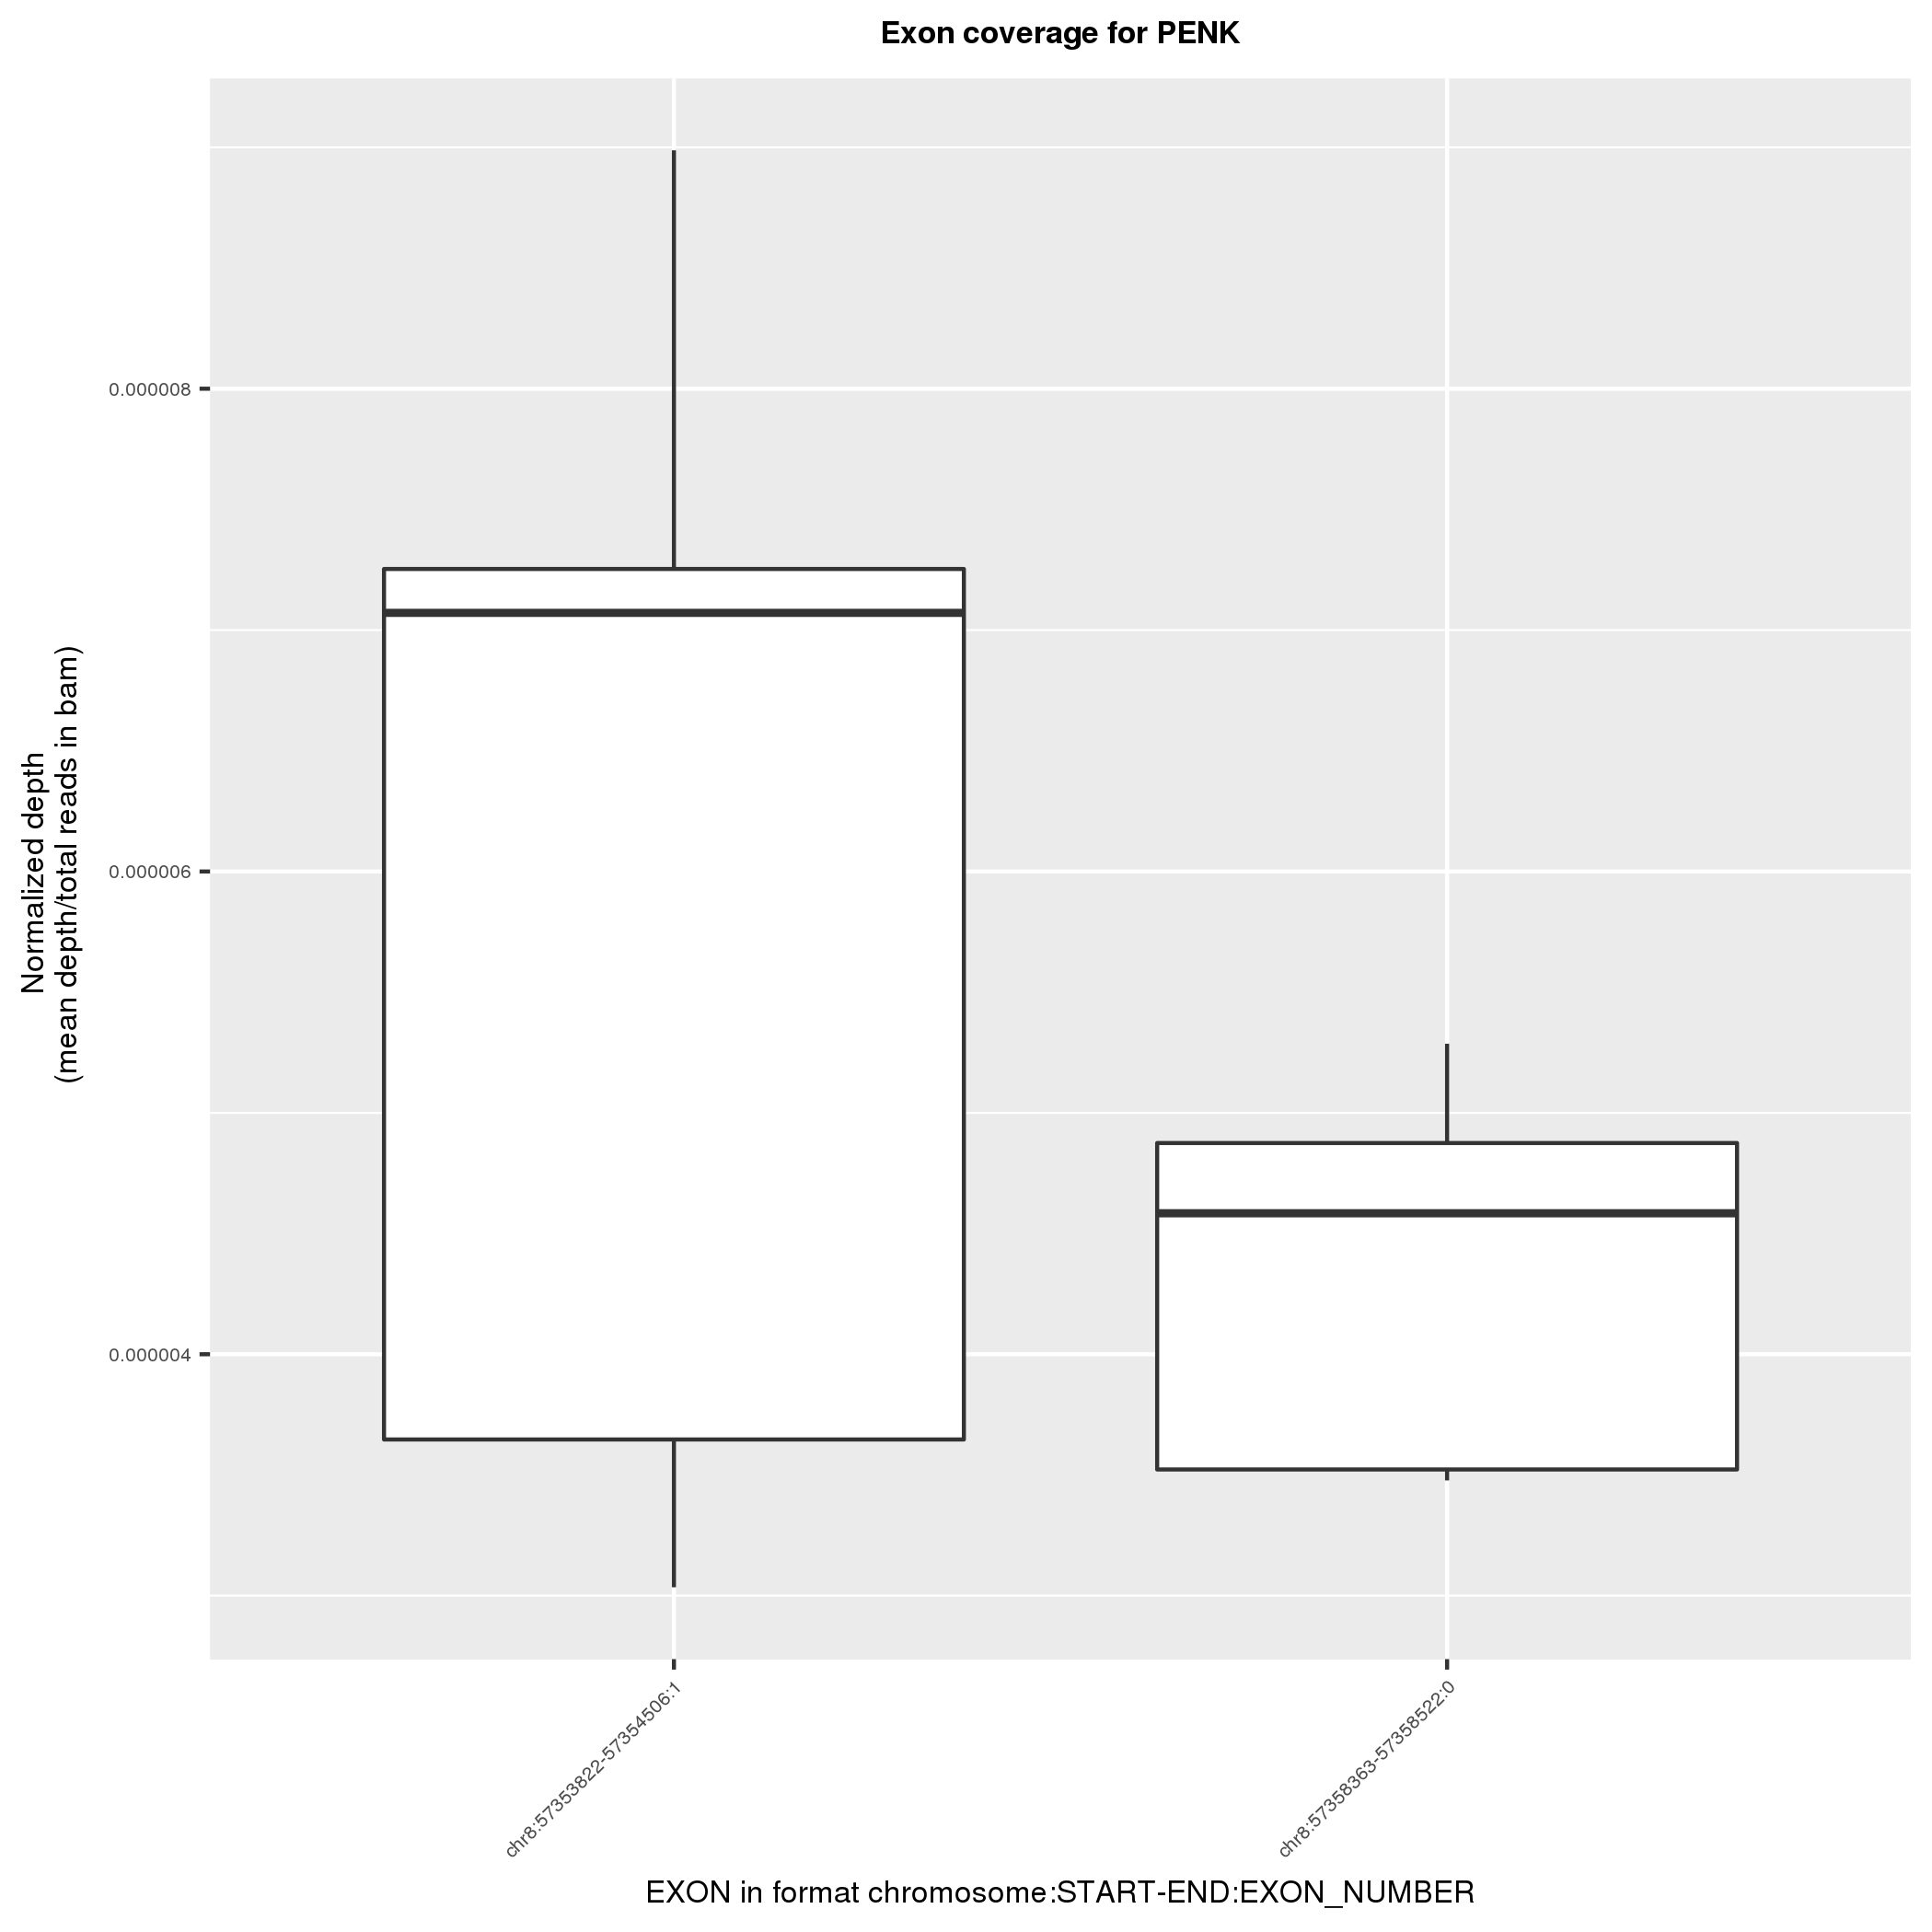 Exon coverage for PENK
Normalized depth
(mean depth/total reads in bam)
0.000008
0.000006
0.000004
chr8:57353822-57354506:1
chr8:57358363-57358522:0
EXON in format chromosome:START-END:EXON_NUMBER